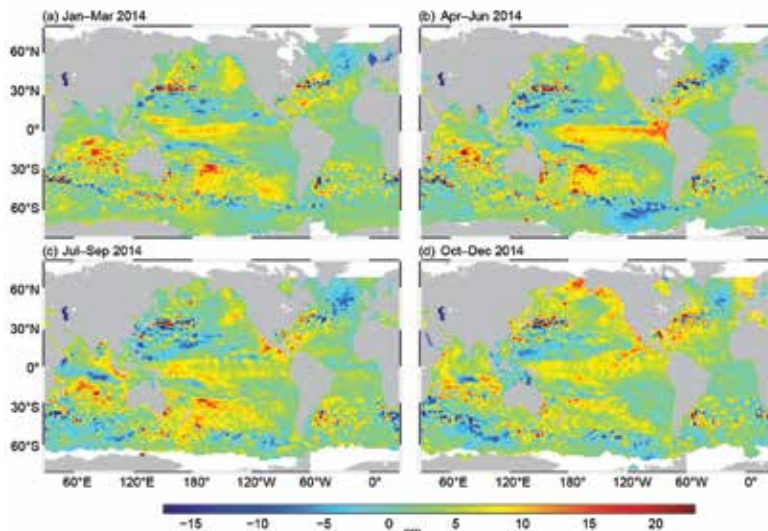 (a) Jan–Mar 2014
(b) Apr–Jun 2014
60°N
30°N
0°
30°S
60°S
(c) Jul–Sep 2014
(d) Oct–Dec 2014
60°N
30°N
0°
30°S
60°S
60°E 120°E 180° 120°W 60°W 0° 60°E 120°E 180° 120°W 60°W 0°
−15 −10 −5 0 5 10 15 20
cm